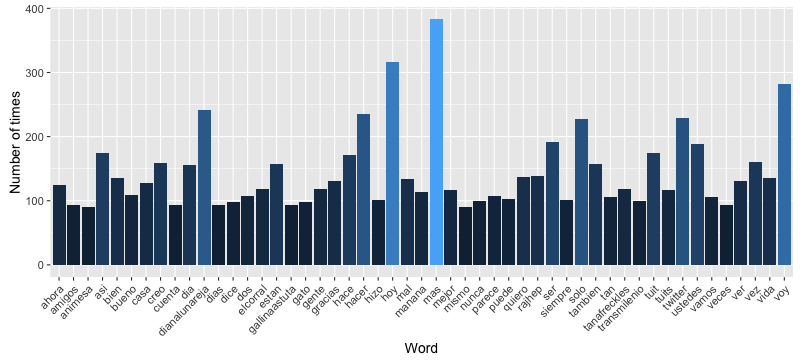 Number of times
400
300
200
100
0
ahora
amigos
animesa
asi
bien
bueno
casa
creo
cuenta
dia
dianalunareja
dias
dice
dos
elcorral
estan
gallinaastuta
gato
gente
gracias
hace
hacer
hizo
hoy
mal
manana
mas
mejor
mismo
nunca
parece
puede
quiero
rajhep
ser
siempre
solo
tambien
tan
tanafreckles
transmilenio
tuit
tuits
twitter
ustedes
vamos
veces
ver
vez
vida
voy
Word